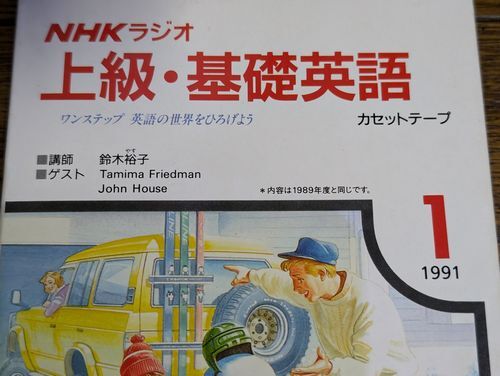 NHKラジオ
上級・基礎英語
ワンステップ 英語の世界をひろげよう
カセットテープ
■講師 鈴木裕子
やす
■ゲスト Tamima Friedman
John House
*内容は1989年度と同じです。
1
1991
LINE